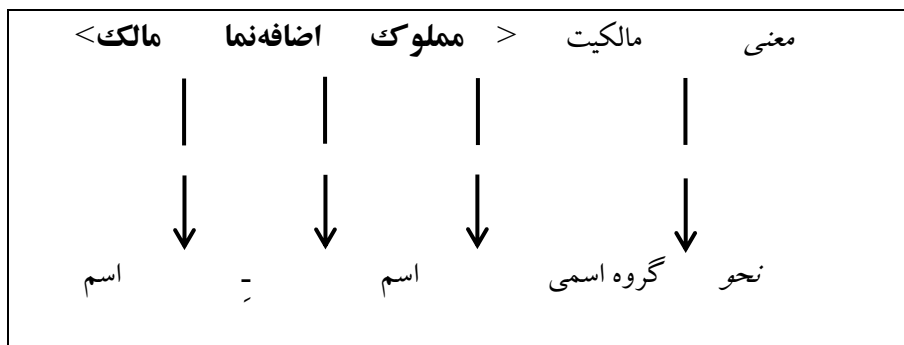 معنی مالکیت < مملوک اضافه‌نما مالک>
نحو گروه اسمی اسم ـِ اسم